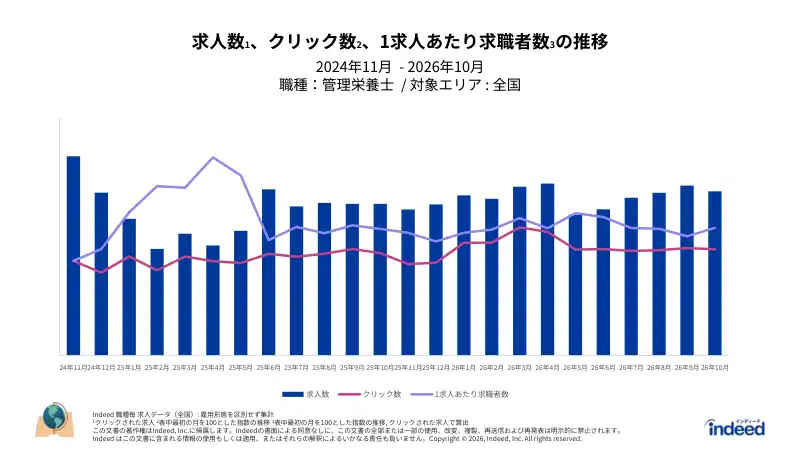 求人数1、クリック数2、1求人あたり求職者数3の推移
2024年11月 - 2026年10月
職種：管理栄養士 / 対象エリア : 全国
24年11月 24年12月 25年1月 25年2月 25年3月 25年4月 25年5月 25年6月 25年7月 25年8月 25年9月 25年10月 25年11月 25年12月 26年1月 26年2月 26年3月 26年4月 26年5月 26年6月 26年7月 26年8月 26年9月 26年10月
求人数 クリック数 1求人あたり求職者数
Indeed 職種毎 求人データ（全国）: 雇用形態を区別せず集計
¹クリックされた求人 ²表中最初の月を100とした指数の推移 ³表中最初の月を100とした指数の推移, クリックされた求人で算出
この文書の著作権はIndeed, Inc.に帰属します。Indeedの書面による同意なしに、この文書の全部または一部の使用、改変、複製、再送信および再発表は明示的に禁止されます。
Indeed はこの文書に含まれる情報の使用もしくは適用、またはそれらの解釈によるいかなる責任も負いません。Copyright © 2026, Indeed, Inc. All rights reserved.
インディード
indeed